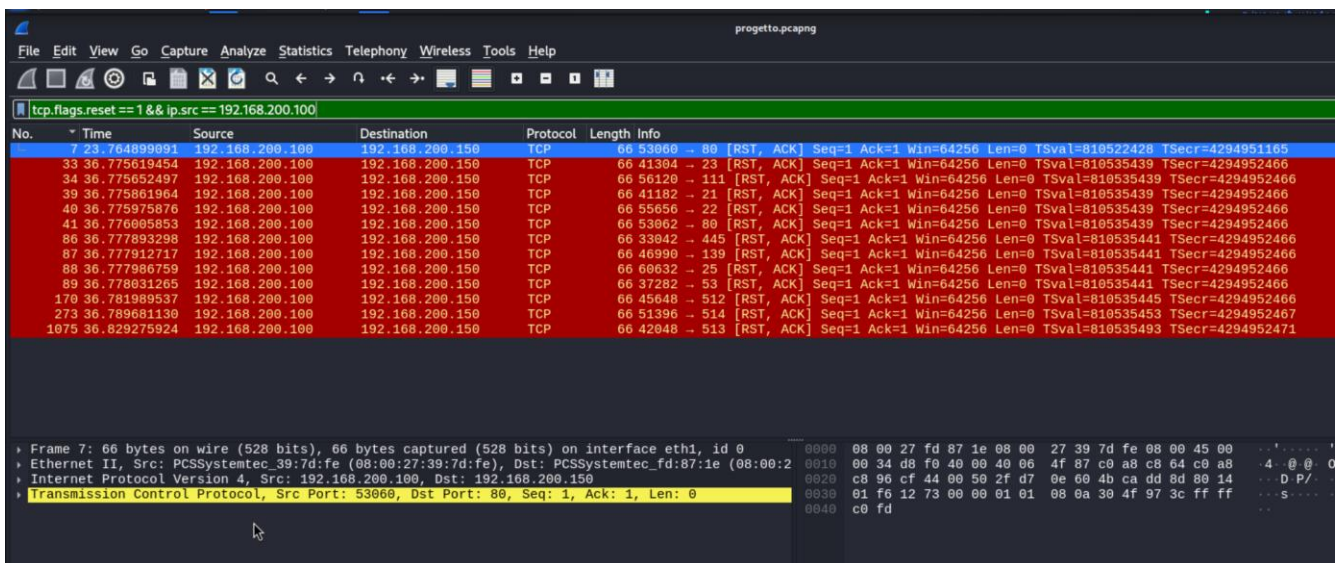 progetto.pcapng
File Edit View Go Capture Analyze Statistics Telephony Wireless Tools Help
tcp.flags.reset == 1 && ip.src == 192.168.200.100
No. Time Source Destination Protocol Length Info
7 23.764899091 192.168.200.100 192.168.200.150 TCP 66 53060 → 80 [RST, ACK] Seq=1 Ack=1 Win=64256 Len=0 TSval=810522428 TSecr=4294951165
33 36.775619454 192.168.200.100 192.168.200.150 TCP 66 41304 → 23 [RST, ACK] Seq=1 Ack=1 Win=64256 Len=0 TSval=810535439 TSecr=4294952466
34 36.775652497 192.168.200.100 192.168.200.150 TCP 66 56120 → 111 [RST, ACK] Seq=1 Ack=1 Win=64256 Len=0 TSval=810535439 TSecr=4294952466
39 36.775861964 192.168.200.100 192.168.200.150 TCP 66 41182 → 21 [RST, ACK] Seq=1 Ack=1 Win=64256 Len=0 TSval=810535439 TSecr=4294952466
40 36.775975876 192.168.200.100 192.168.200.150 TCP 66 55656 → 22 [RST, ACK] Seq=1 Ack=1 Win=64256 Len=0 TSval=810535439 TSecr=4294952466
41 36.776005853 192.168.200.100 192.168.200.150 TCP 66 53062 → 80 [RST, ACK] Seq=1 Ack=1 Win=64256 Len=0 TSval=810535439 TSecr=4294952466
86 36.777893298 192.168.200.100 192.168.200.150 TCP 66 33042 → 445 [RST, ACK] Seq=1 Ack=1 Win=64256 Len=0 TSval=810535441 TSecr=4294952466
87 36.777912717 192.168.200.100 192.168.200.150 TCP 66 46990 → 139 [RST, ACK] Seq=1 Ack=1 Win=64256 Len=0 TSval=810535441 TSecr=4294952466
88 36.777986759 192.168.200.100 192.168.200.150 TCP 66 60632 → 25 [RST, ACK] Seq=1 Ack=1 Win=64256 Len=0 TSval=810535441 TSecr=4294952466
89 36.778031265 192.168.200.100 192.168.200.150 TCP 66 37282 → 53 [RST, ACK] Seq=1 Ack=1 Win=64256 Len=0 TSval=810535441 TSecr=4294952466
170 36.781989537 192.168.200.100 192.168.200.150 TCP 66 45648 → 512 [RST, ACK] Seq=1 Ack=1 Win=64256 Len=0 TSval=810535445 TSecr=4294952466
273 36.789681130 192.168.200.100 192.168.200.150 TCP 66 51396 → 514 [RST, ACK] Seq=1 Ack=1 Win=64256 Len=0 TSval=810535453 TSecr=4294952467
1075 36.829275924 192.168.200.100 192.168.200.150 TCP 66 42048 → 513 [RST, ACK] Seq=1 Ack=1 Win=64256 Len=0 TSval=810535493 TSecr=4294952471
Frame 7: 66 bytes on wire (528 bits), 66 bytes captured (528 bits) on interface eth1, id 0
Ethernet II, Src: PCSSystemtec_39:7d:fe (08:00:27:39:7d:fe), Dst: PCSSystemtec_fd:87:1e (08:00:2
Internet Protocol Version 4, Src: 192.168.200.100, Dst: 192.168.200.150
Transmission Control Protocol, Src Port: 53060, Dst Port: 80, Seq: 1, Ack: 1, Len: 0
0000 08 00 27 fd 87 1e 08 00 27 39 7d fe 08 00 45 00 ··'····· '
0010 00 34 d8 f0 40 00 40 06 4f 87 c0 a8 c8 64 c0 a8 ·4··@·@· O
0020 c8 96 cf 44 00 50 2f d7 0e 60 4b ca dd 8d 80 14 ···D·P/· ·
0030 01 f6 12 73 00 00 01 01 08 0a 30 4f 97 3c ff ff ···s···· ·
0040 c0 fd ··